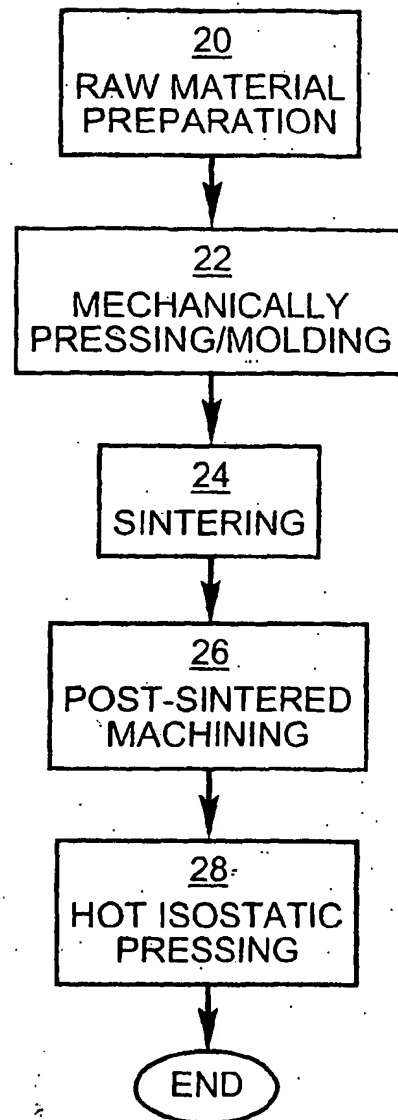 20
RAW MATERIAL
PREPARATION
22
MECHANICALLY
PRESSING/MOLDING
24
SINTERING
26
POST-SINTERED
MACHINING
28
HOT ISOSTATIC
PRESSING
END